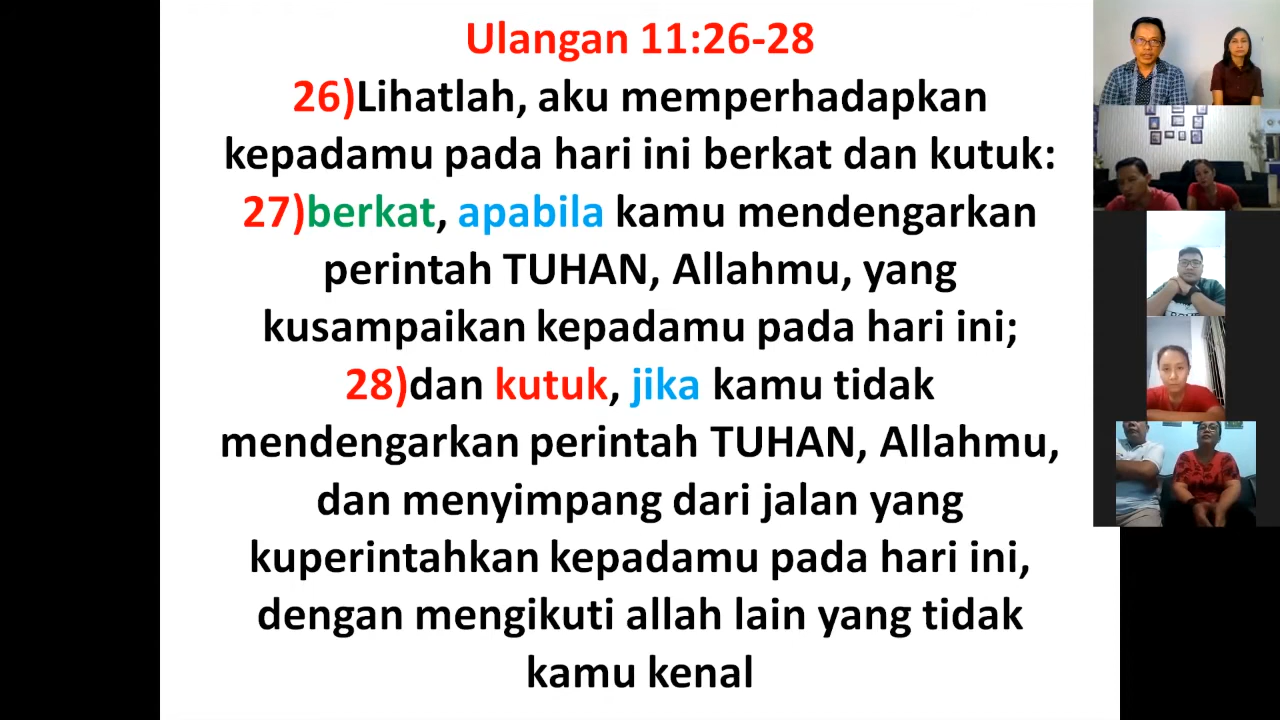 Ulangan 11:26-28
26)Lihatlah, aku memperhadapkan
kepadamu pada hari ini berkat dan kutuk:
27)berkat, apabila kamu mendengarkan
perintah TUHAN, Allahmu, yang
kusampaikan kepadamu pada hari ini;
28)dan kutuk, jika kamu tidak
mendengarkan perintah TUHAN, Allahmu,
dan menyimpang dari jalan yang
kuperintahkan kepadamu pada hari ini,
dengan mengikuti allah lain yang tidak
kamu kenal